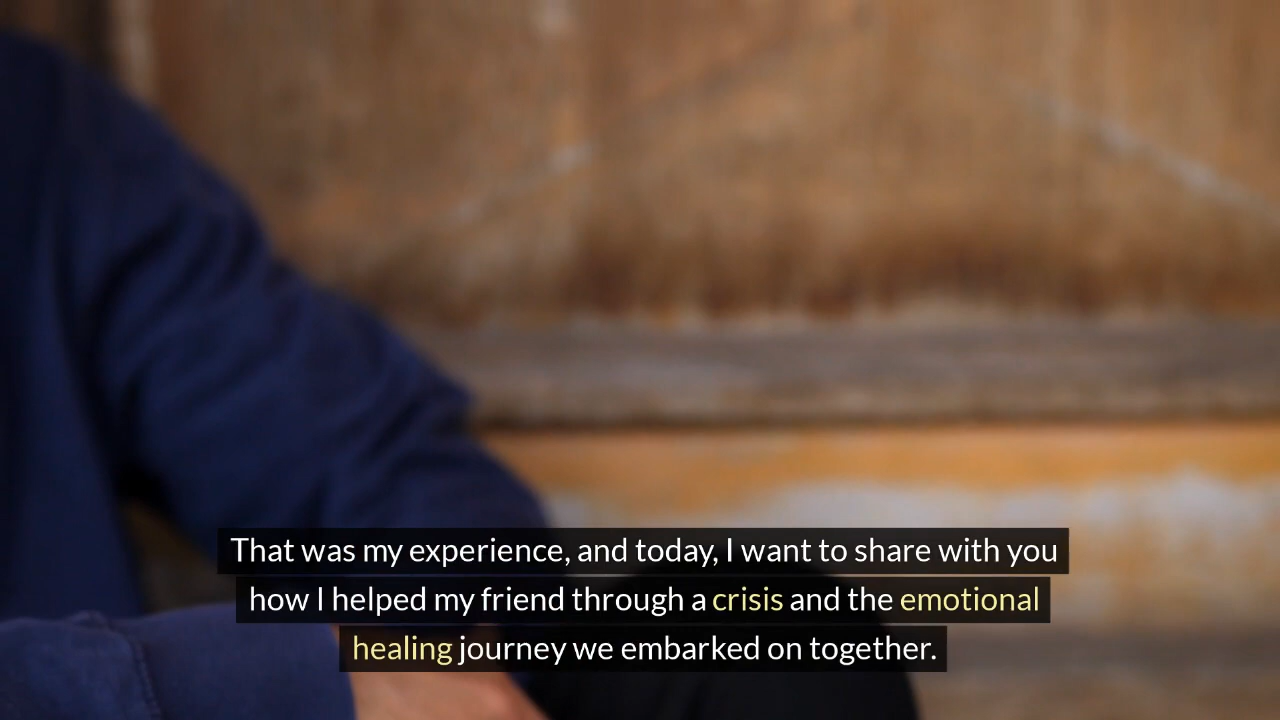 That was my experience, and today, I want to share with you
how I helped my friend through a crisis and the emotional
healing journey we embarked on together.